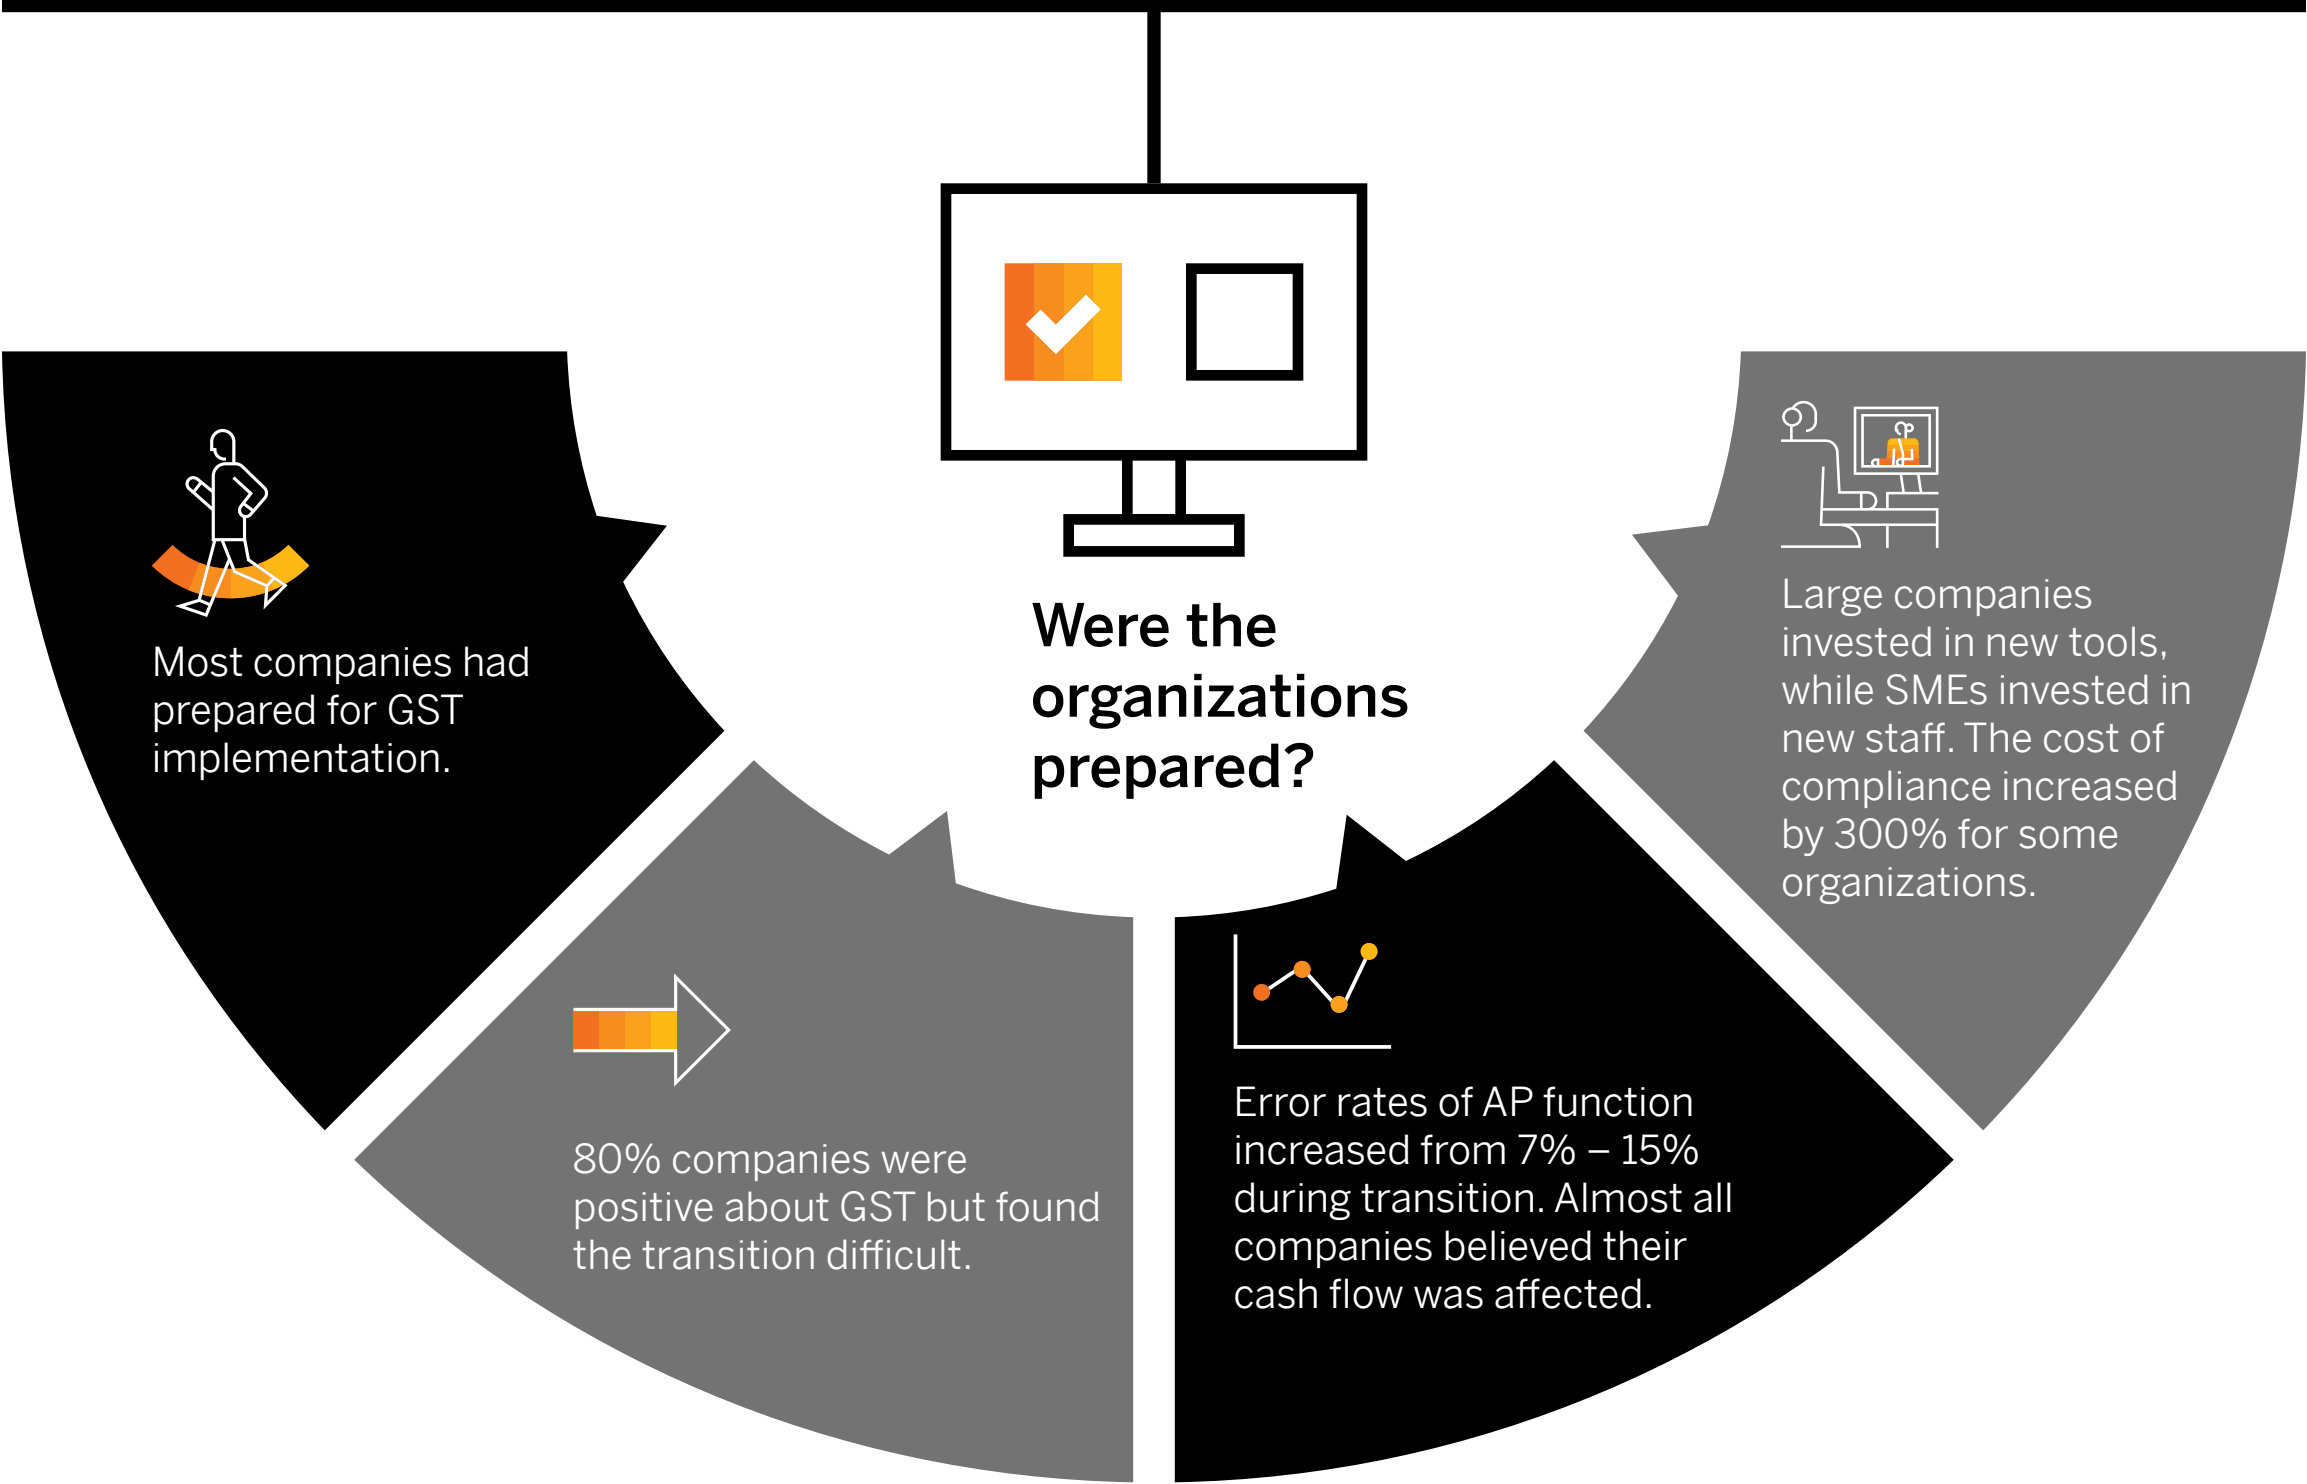 Were the
organizations
prepared?
Most companies had
prepared for GST
implementation.
80% companies were
positive about GST but found
the transition difficult.
Error rates of AP function
increased from 7% – 15%
during transition. Almost all
companies believed their
cash flow was affected.
Large companies
invested in new tools,
while SMEs invested in
new staff. The cost of
compliance increased
by 300% for some
organizations.